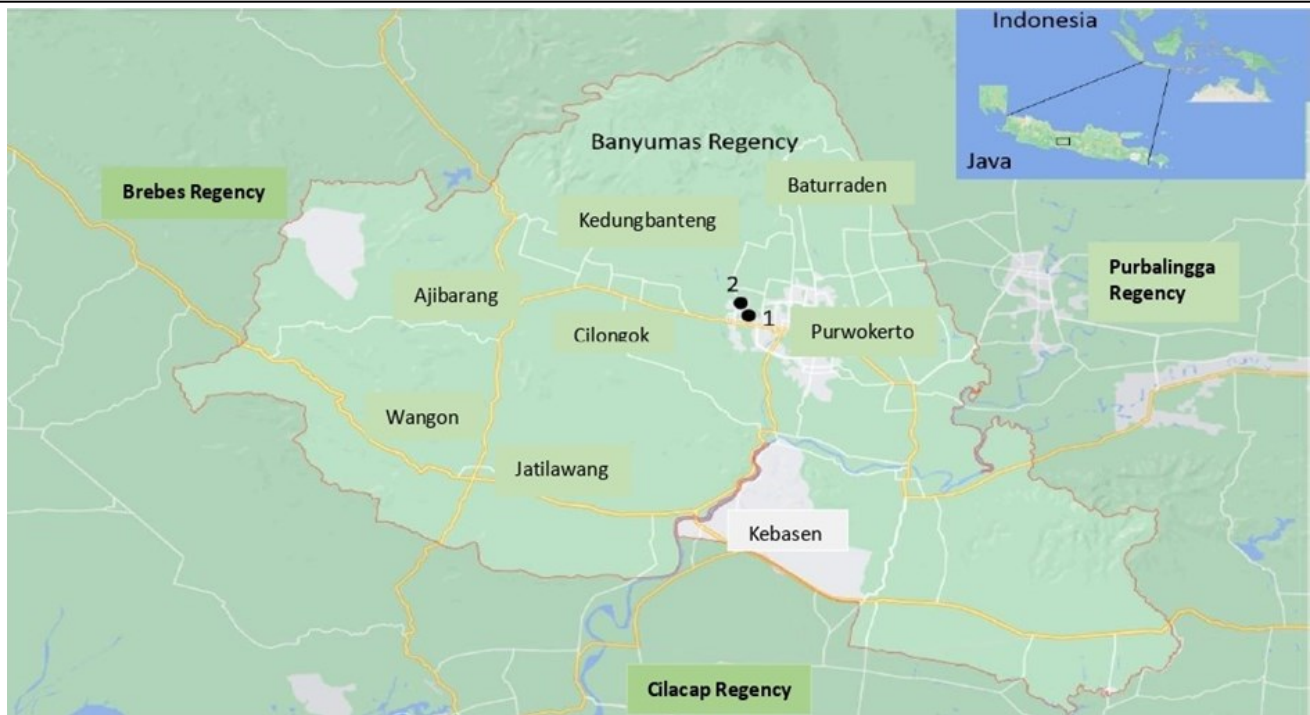 Indonesia
Java
Banyumas Regency
Brebes Regency
Baturraden
Kedungbanteng
Purbalingga
Regency
Ajibarang
2
1
Cilongok
Purwokerto
Wangon
Jatilawang
Kebasen
Cilacap Regency